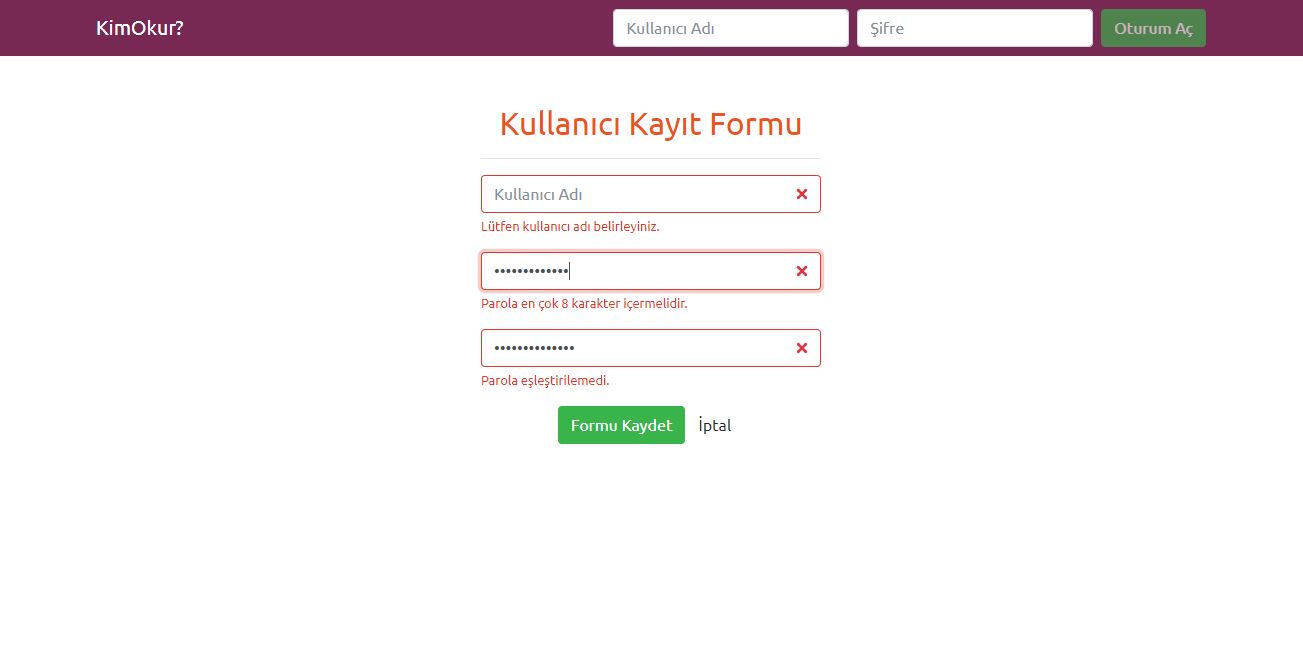 KimOkur?
Kullanıcı Adı
Şifre
Oturum Aç
Kullanıcı Kayıt Formu
Kullanıcı Adı
Lütfen kullanıcı adı belirleyiniz.
•••••••••••••
Parola en çok 8 karakter içermelidir.
••••••••••••••
Parola eşleştirilemedi.
Formu Kaydet
İptal